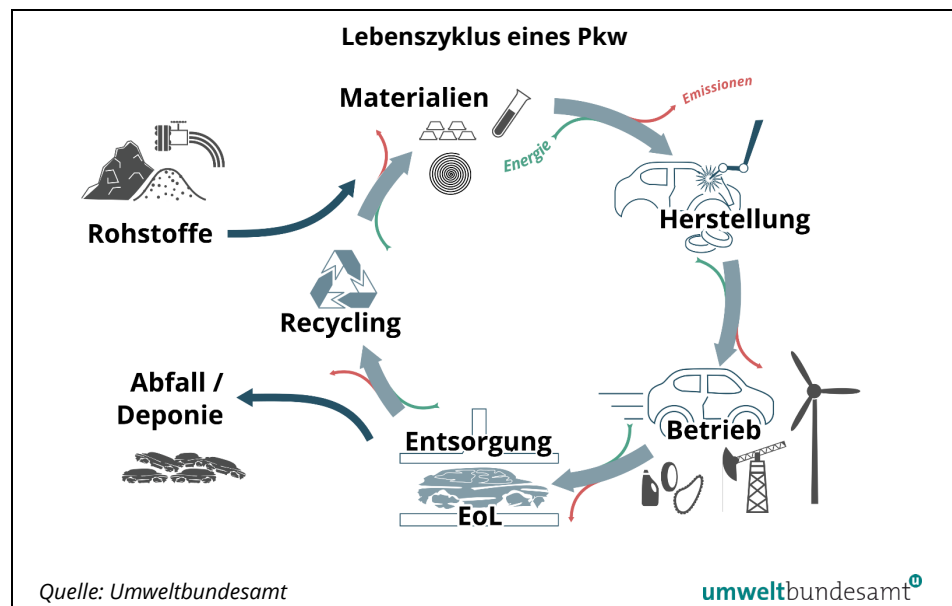 Lebenszyklus eines Pkw
Materialien
Emissionen
Energie
Rohstoffe
Herstellung
Recycling
Abfall /
Deponie
Betrieb
Entsorgung
EoL
Quelle: Umweltbundesamt
umweltbundesamt
u